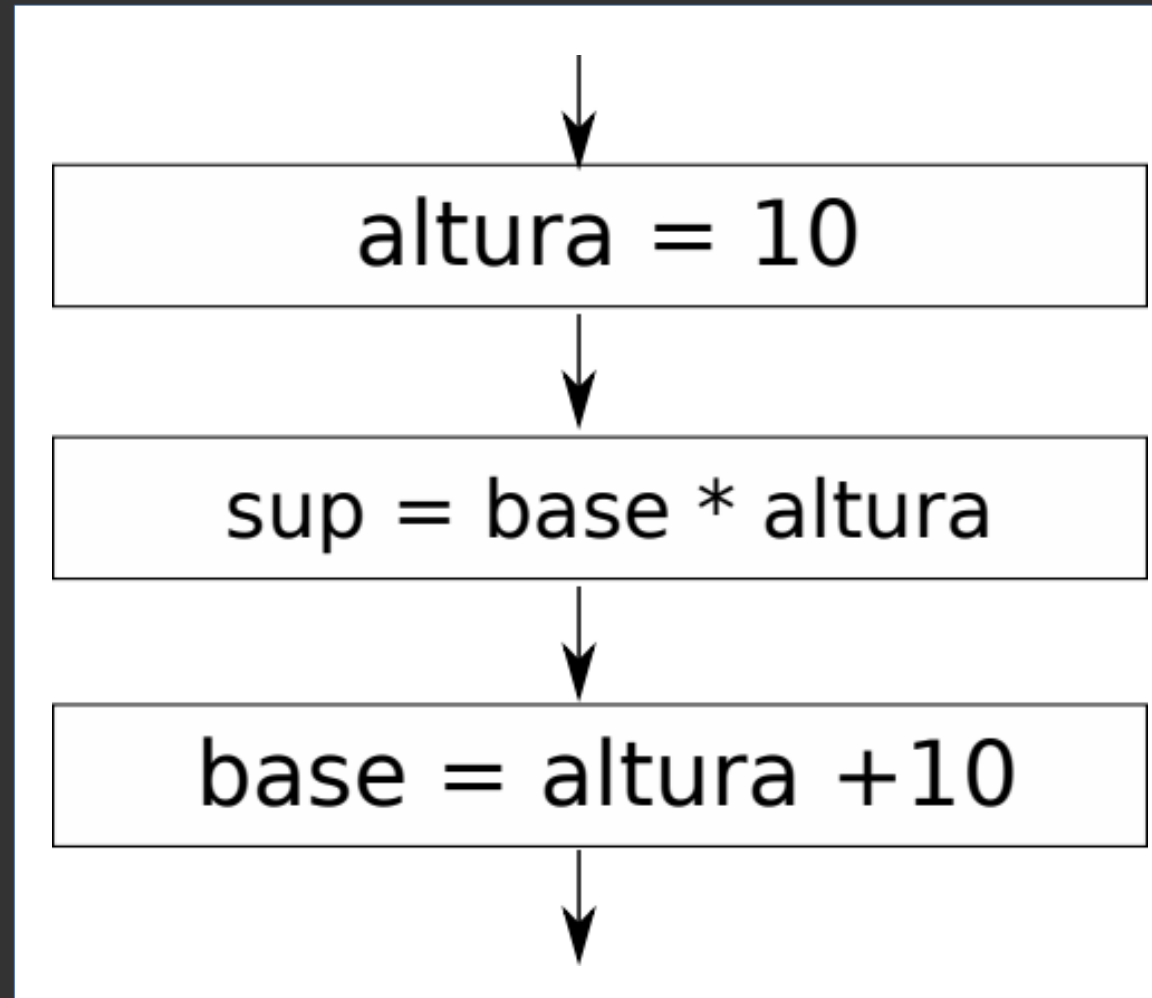 altura = 10
sup = base * altura
base = altura +10